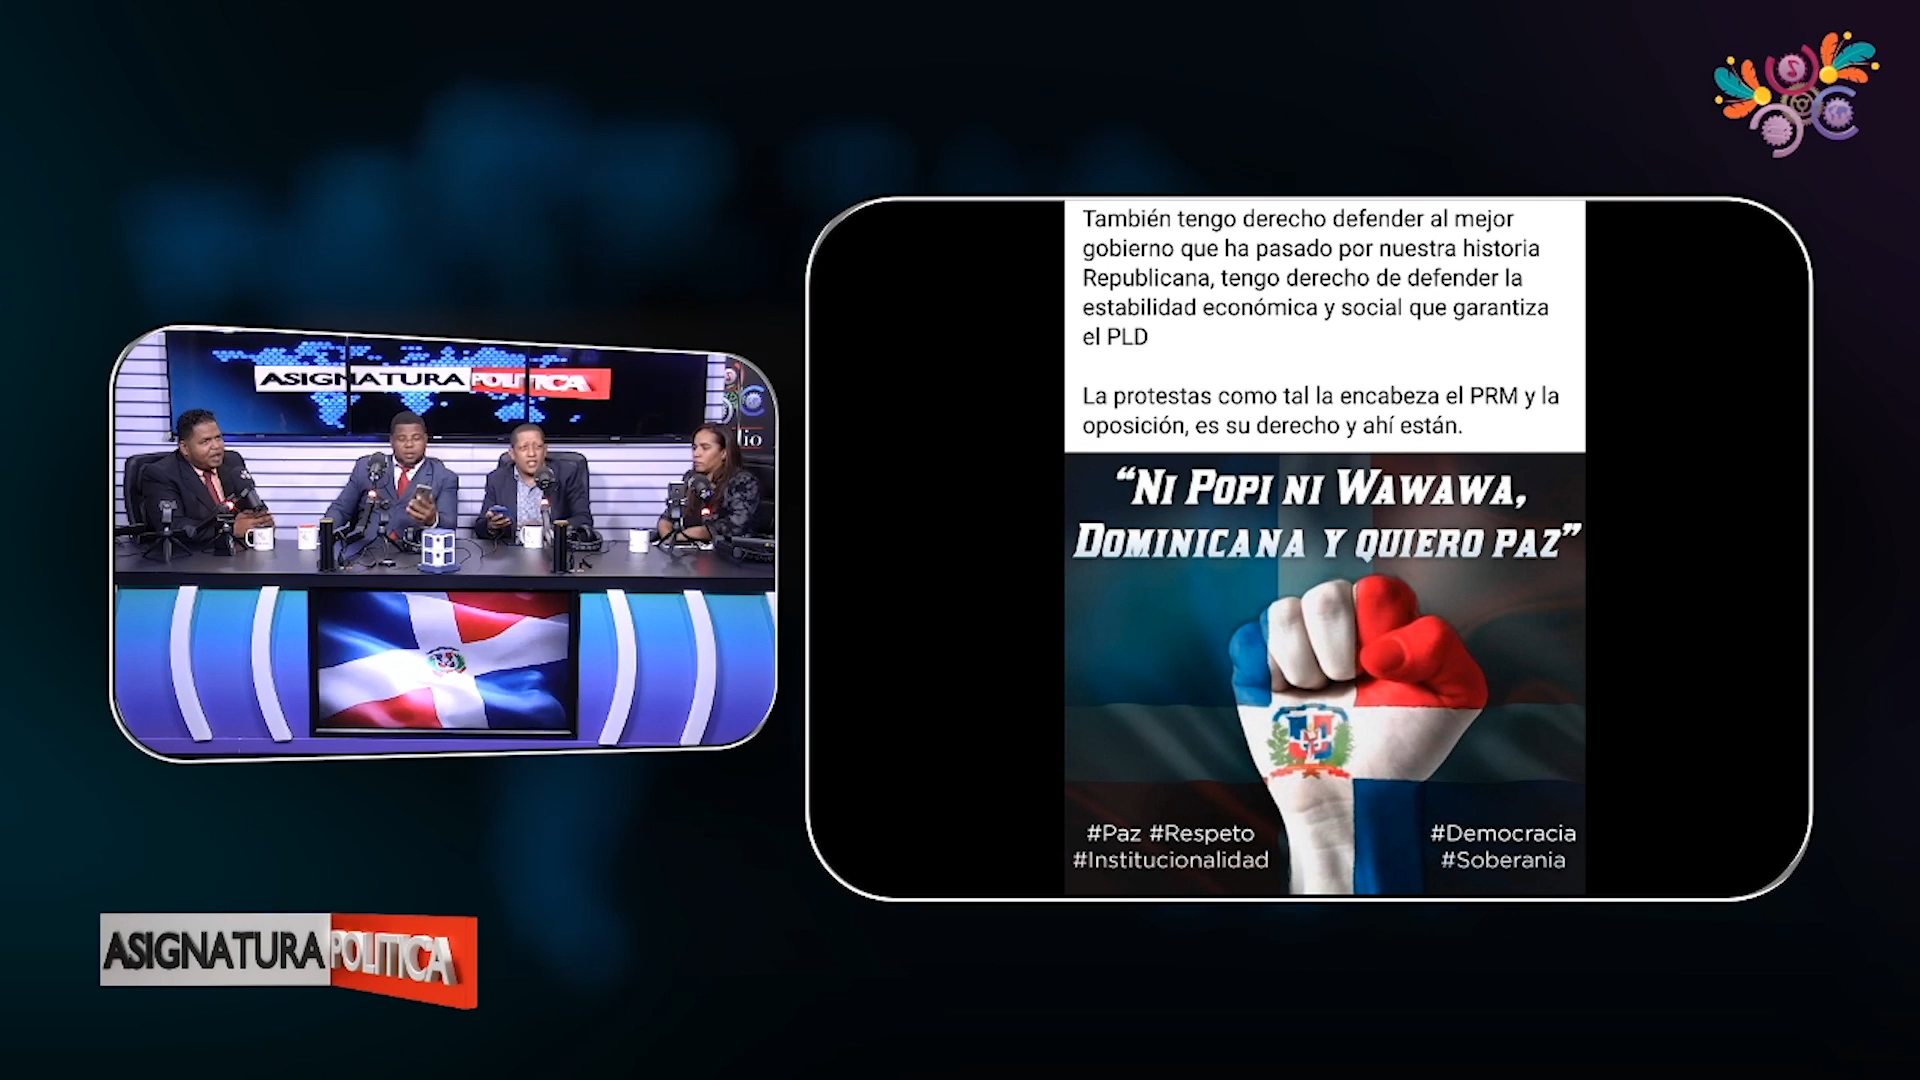 También tengo derecho defender al mejor
gobierno que ha pasado por nuestra historia
Republicana, tengo derecho de defender la
estabilidad económica y social que garantiza
el PLD
La protestas como tal la encabeza el PRM y la
oposición, es su derecho y ahí están.
“NI POPI NI WAWAWA,
DOMINICANA Y QUIERO PAZ”
#Paz #Respeto
#Institucionalidad
#Democracia
#Soberania
ASIGNATURA POLITICA
ASIGNATURA POLITICA